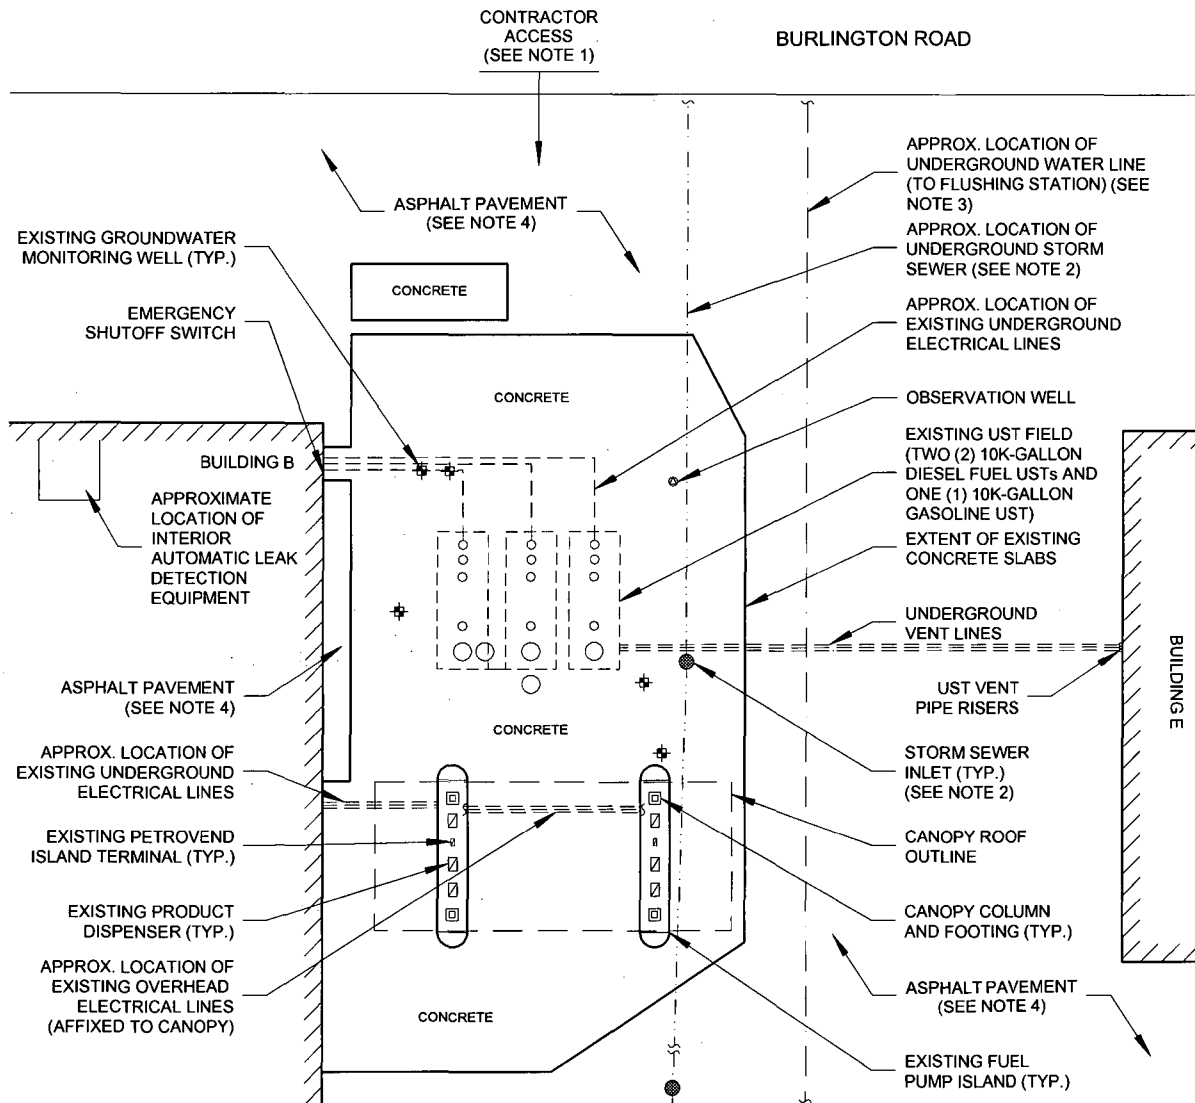 CONTRACTOR
ACCESS
(SEE NOTE 1)
BURLINGTON ROAD
ASPHALT PAVEMENT
(SEE NOTE 4)
EXISTING GROUNDWATER
MONITORING WELL (TYP.)
CONCRETE
EMERGENCY
SHUTOFF SWITCH
CONCRETE
BUILDING B
APPROXIMATE
LOCATION OF
INTERIOR
AUTOMATIC LEAK
DETECTION
EQUIPMENT
ASPHALT PAVEMENT
(SEE NOTE 4)
CONCRETE
APPROX. LOCATION OF
EXISTING UNDERGROUND
ELECTRICAL LINES
EXISTING PETROVEND
ISLAND TERMINAL (TYP.)
EXISTING PRODUCT
DISPENSER (TYP.)
APPROX. LOCATION OF
EXISTING OVERHEAD
ELECTRICAL LINES
(AFFIXED TO CANOPY)
CONCRETE
APPROX. LOCATION OF
UNDERGROUND WATER LINE
(TO FLUSHING STATION) (SEE
NOTE 3)
APPROX. LOCATION OF
UNDERGROUND STORM
SEWER (SEE NOTE 2)
APPROX. LOCATION OF
EXISTING UNDERGROUND
ELECTRICAL LINES
OBSERVATION WELL
EXISTING UST FIELD
(TWO (2) 10K-GALLON
DIESEL FUEL USTs AND
ONE (1) 10K-GALLON
GASOLINE UST)
EXTENT OF EXISTING
CONCRETE SLABS
UNDERGROUND
VENT LINES
UST VENT
PIPE RISERS
BUILDING E
STORM SEWER
INLET (TYP.)
(SEE NOTE 2)
CANOPY ROOF
OUTLINE
CANOPY COLUMN
AND FOOTING (TYP.)
ASPHALT PAVEMENT
(SEE NOTE 4)
EXISTING FUEL
PUMP ISLAND (TYP.)